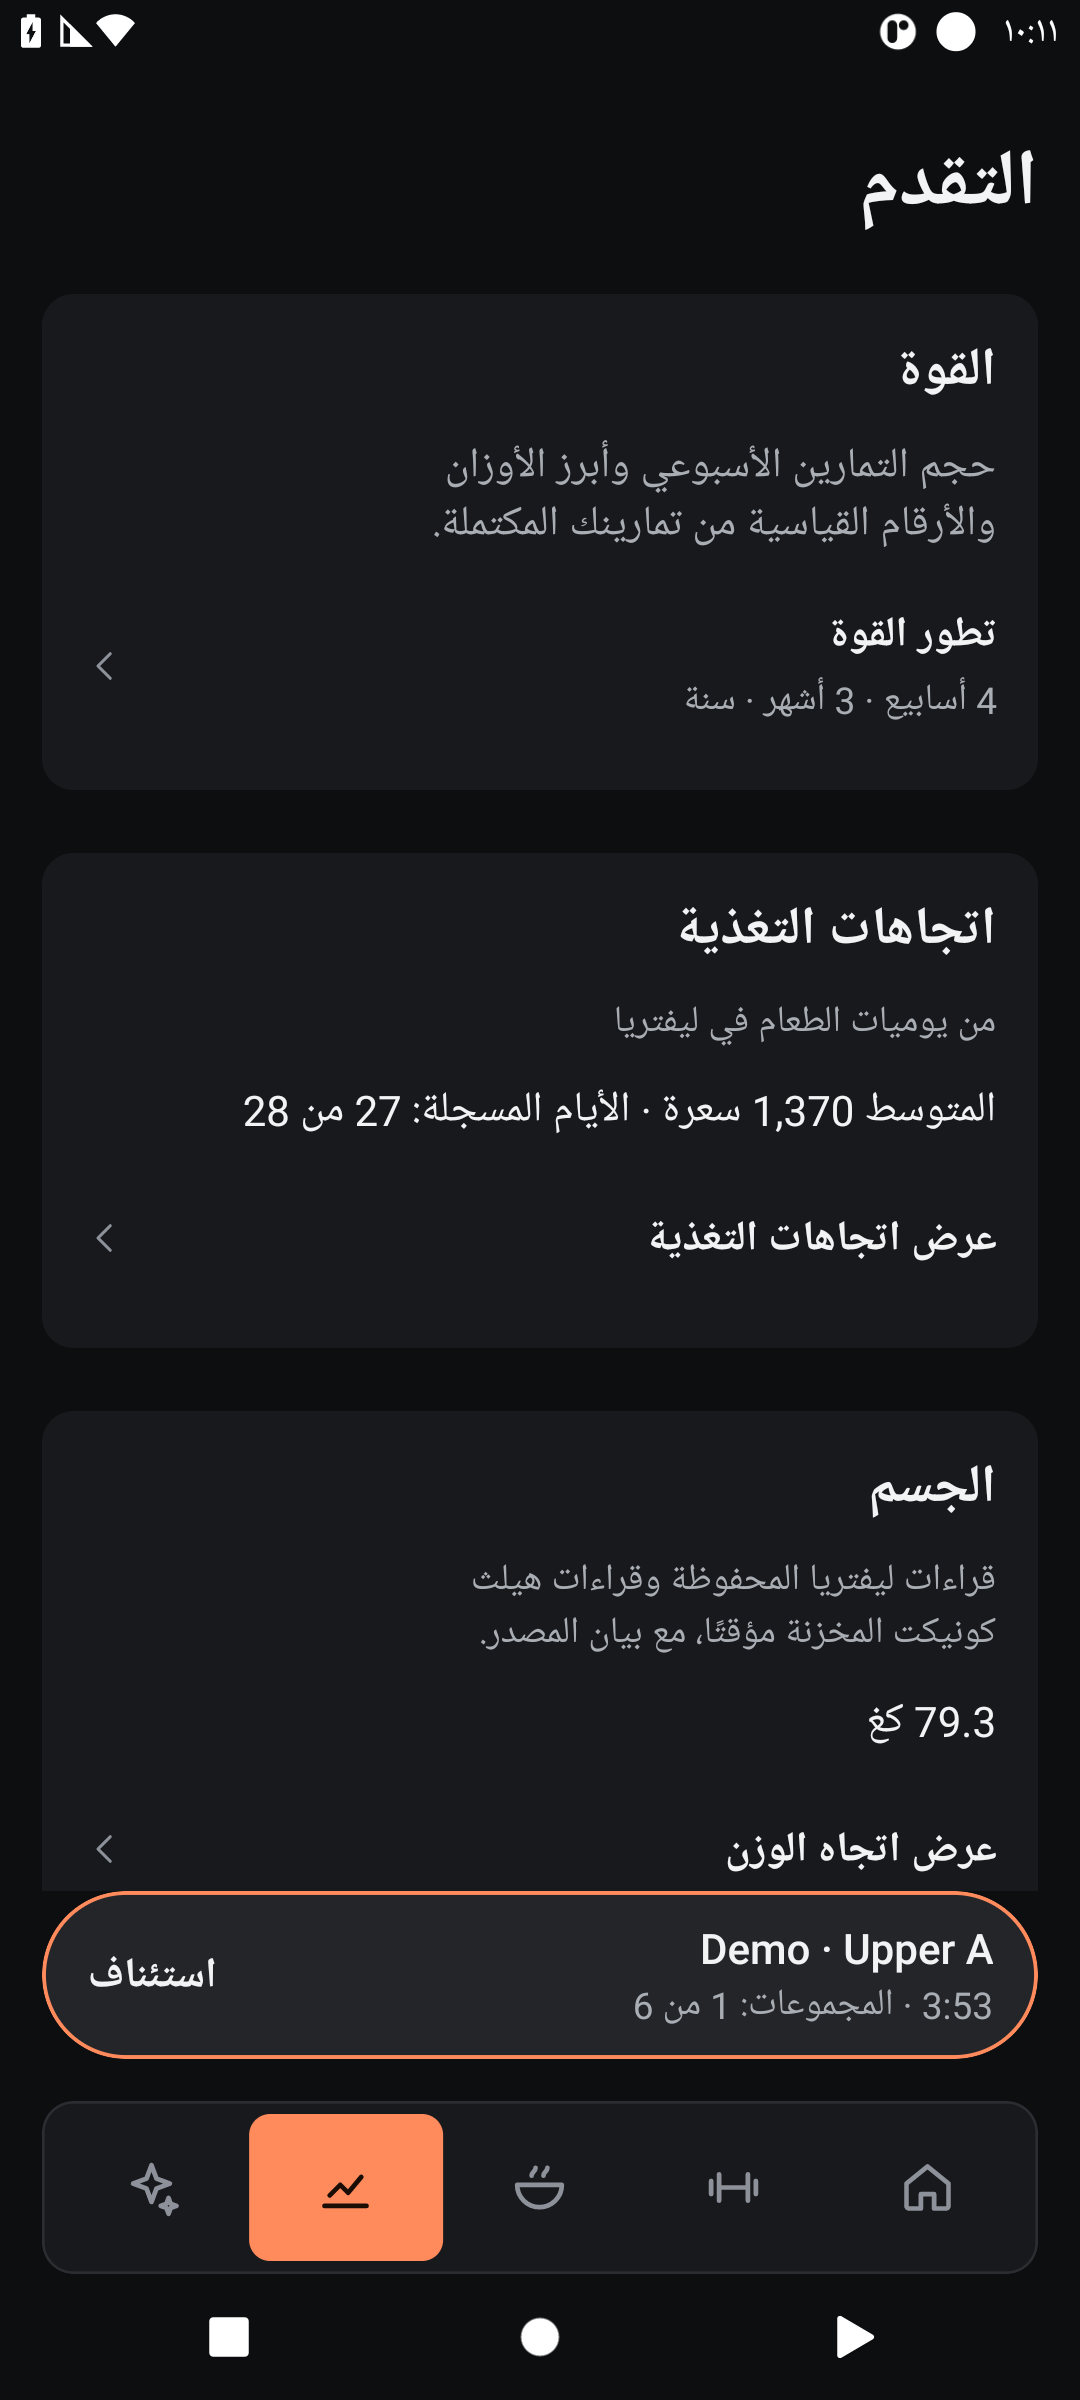 ١٠:١١
التقدم
القوة
حجم التمارين الأسبوعي وأبرز الأوزان
والأرقام القياسية من تمارينك المكتملة.
تطور القوة
4 أسابيع · 3 أشهر · سنة
اتجاهات التغذية
من يوميات الطعام في ليفتريا
المتوسط 1,370 سعرة · الأيام المسجلة: 27 من 28
عرض اتجاهات التغذية
الجسم
قراءات ليفتريا المحفوظة وقراءات هيلث
كونيكت المخزنة مؤقتًا، مع بيان المصدر.
79.3 كغ
عرض اتجاه الوزن
Demo · Upper A
3:53 · المجموعات: 1 من 6
استئناف